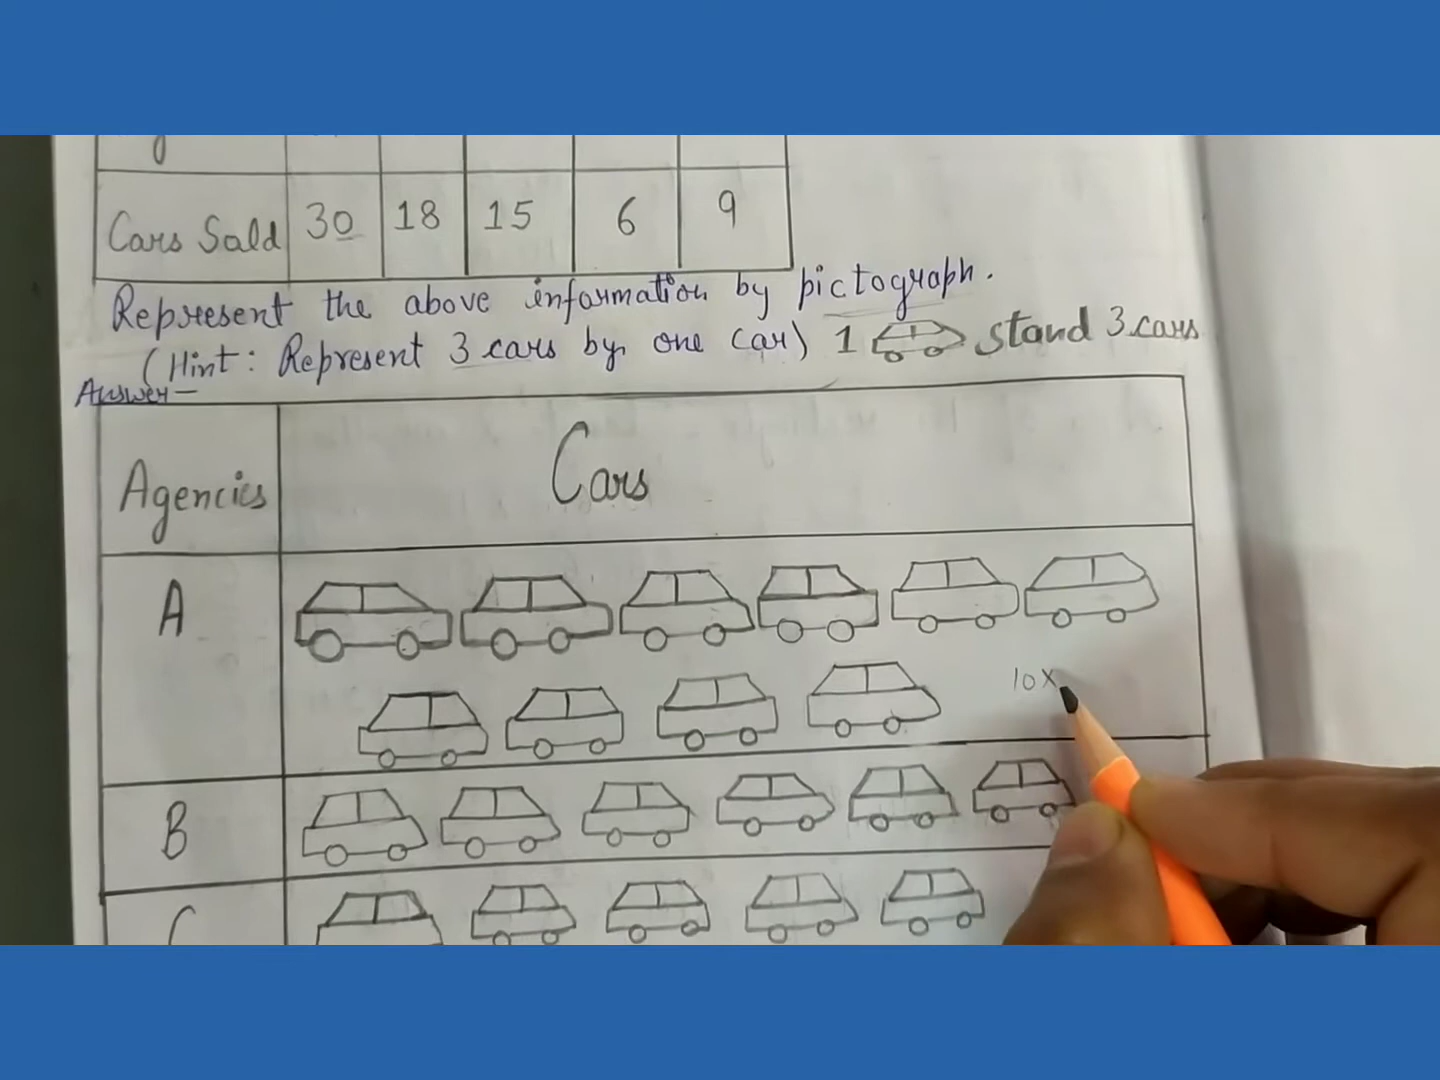 Cars Sald 30 18 15 6 9
Represent the above information by pictograph.
(Hint: Represent 3 cars by one car) 1 stand 3 cars
Answer-
Agencies Cars
A
10x
B
C